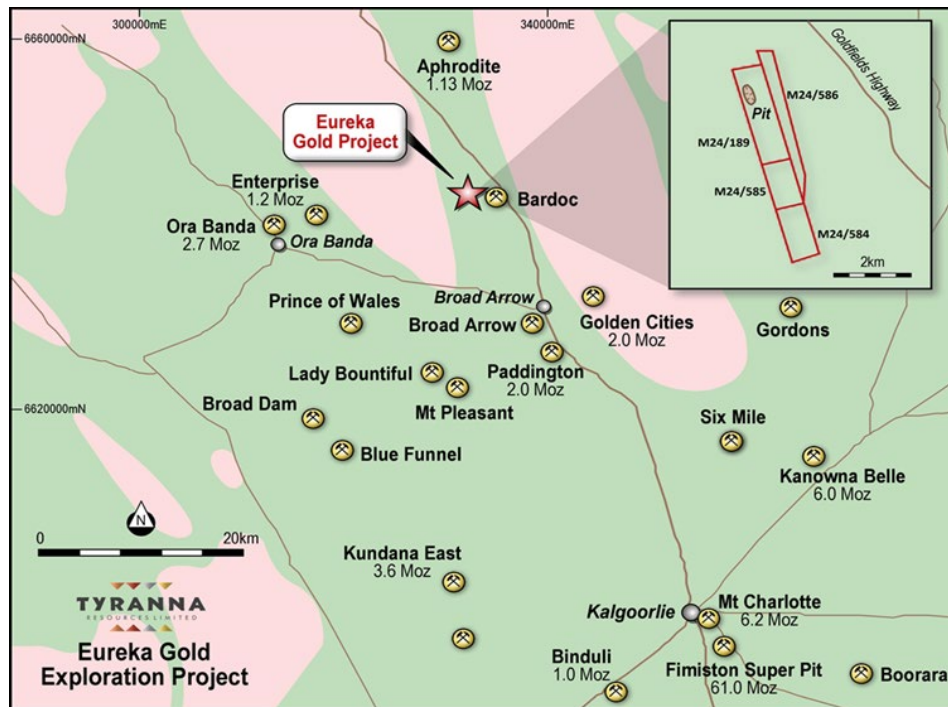 300000mE
340000mE
6660000mN
Aphrodite
1.13 Moz
Eureka
Gold Project
Bardoc
Enterprise
1.2 Moz
Ora Banda
2.7 Moz
Ora Banda
Goldfields Highway
Pit
M24/586
M24/189
M24/585
M24/584
2km
Prince of Wales
Broad Arrow
Broad Arrow
Golden Cities
2.0 Moz
Gordons
Paddington
2.0 Moz
Lady Bountiful
Mt Pleasant
6620000mN
Broad Dam
Blue Funnel
Six Mile
Kanowna Belle
6.0 Moz
N
0
20km
Kundana East
3.6 Moz
Kalgoorlie
Mt Charlotte
6.2 Moz
Fimiston Super Pit
61.0 Moz
Binduli
1.0 Moz
Boorara
TYRANNA
RESOURCES LIMITED
Eureka Gold
Exploration Project